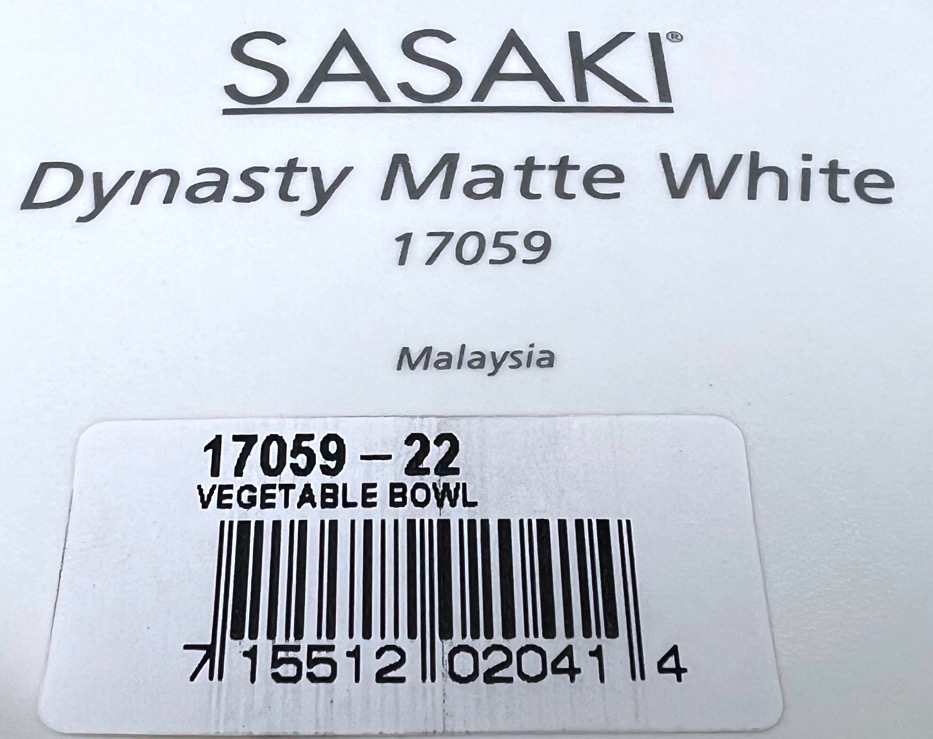 SASAKI®
Dynasty Matte White
17059
Malaysia
17059 – 22
VEGETABLE BOWL
7 15512 02041 4